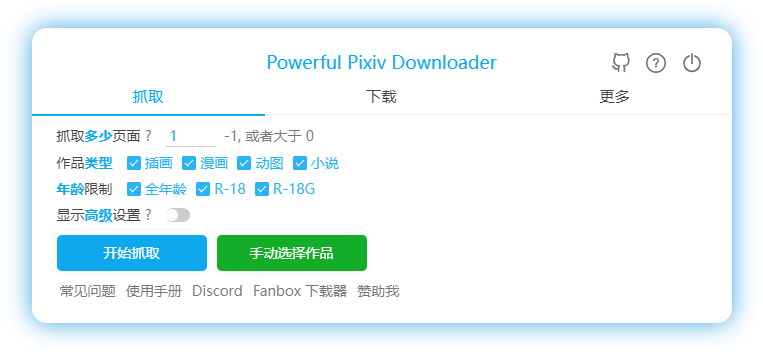 Powerful Pixiv Downloader
抓取 下载 更多
抓取多少页面 ? 1 -1, 或者大于 0
作品类型 插画 漫画 动图 小说
年龄限制 全年龄 R-18 R-18G
显示高级设置 ?
开始抓取 手动选择作品
常见问题 使用手册 Discord Fanbox 下载器 赞助我